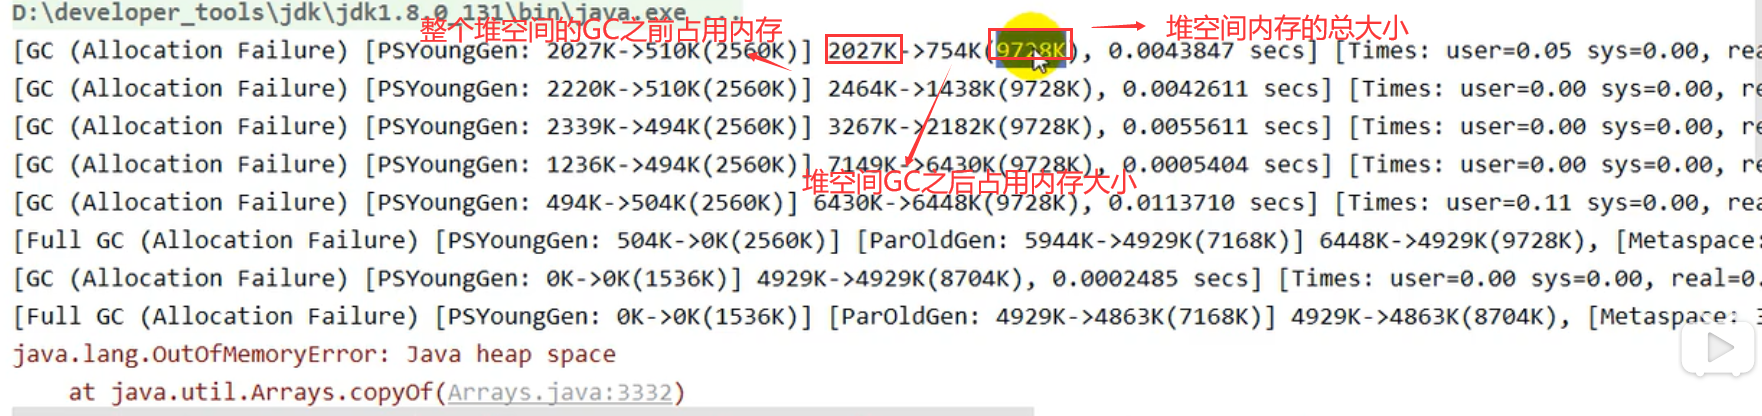 D:\developer_tools\jdk\jdk1.8.0_131\bin\java.exe ...
整个堆空间的GC之前占用内存
堆空间内存的总大小
[GC (Allocation Failure) [PSYoungGen: 2027K->510K(2560K)] 2027K->754K(9728K), 0.0043847 secs] [Times: user=0.05 sys=0.00, rea
[GC (Allocation Failure) [PSYoungGen: 2220K->510K(2560K)] 2464K->1438K(9728K), 0.0042611 secs] [Times: user=0.00 sys=0.00, re
[GC (Allocation Failure) [PSYoungGen: 2339K->494K(2560K)] 3267K->2182K(9728K), 0.0055611 secs] [Times: user=0.00 sys=0.00, re
[GC (Allocation Failure) [PSYoungGen: 1236K->494K(2560K)] 7149K->6430K(9728K), 0.0005404 secs] [Times: user=0.00 sys=0.00, re
堆空间GC之后占用内存大小
[GC (Allocation Failure) [PSYoungGen: 494K->504K(2560K)] 6430K->6448K(9728K), 0.0113710 secs] [Times: user=0.11 sys=0.00, rea
[Full GC (Allocation Failure) [PSYoungGen: 504K->0K(2560K)] [ParOldGen: 5944K->4929K(7168K)] 6448K->4929K(9728K), [Metaspace:
[GC (Allocation Failure) [PSYoungGen: 0K->0K(1536K)] 4929K->4929K(8704K), 0.0002485 secs] [Times: user=0.00 sys=0.00, real=0.
[Full GC (Allocation Failure) [PSYoungGen: 0K->0K(1536K)] [ParOldGen: 4929K->4863K(7168K)] 4929K->4863K(8704K), [Metaspace: 3
java.lang.OutOfMemoryError: Java heap space
at java.util.Arrays.copyOf(Arrays.java:3332)